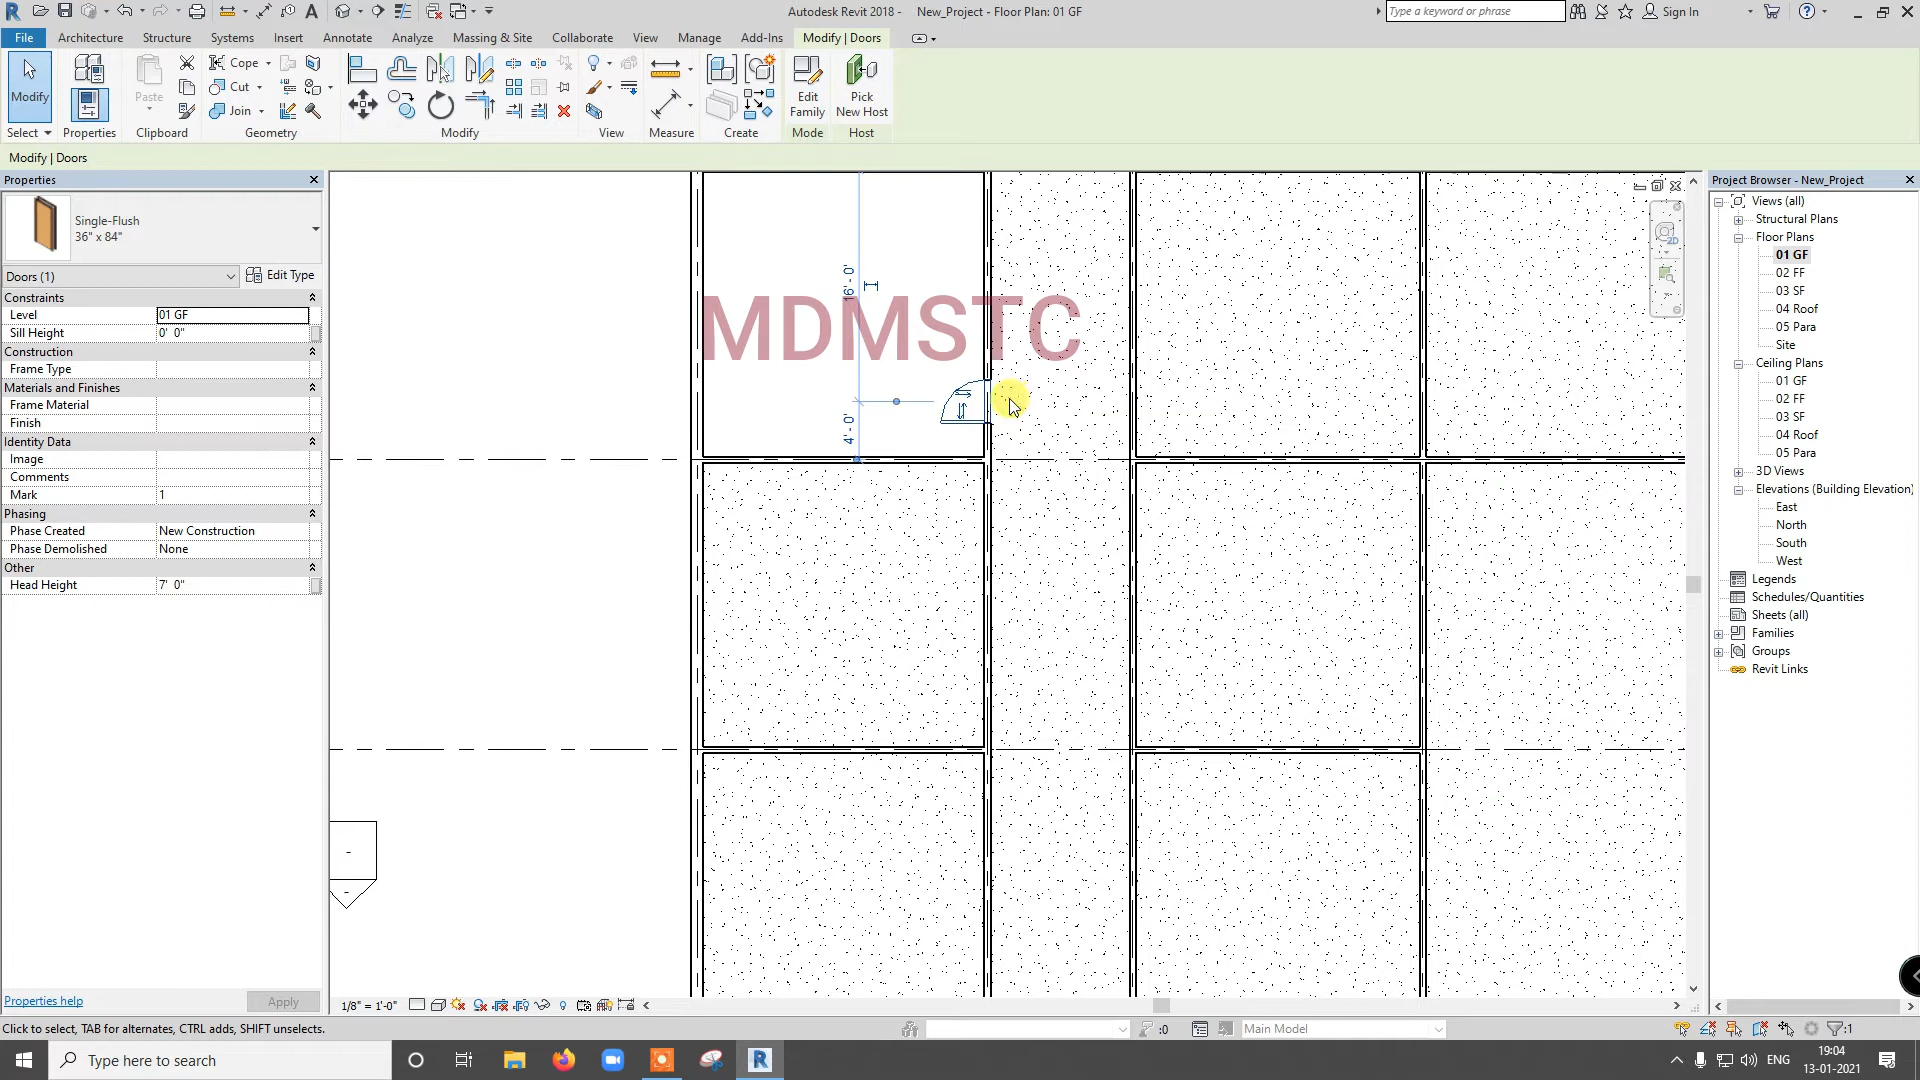 Autodesk Revit 2018 - New_Project - Floor Plan: 01 GF
Type a keyword or phrase
Sign In
File Architecture Structure Systems Insert Annotate Analyze Massing & Site Collaborate View Manage Add-Ins Modify | Doors
Modify
Paste
Cope
Cut
Join
Edit Family
Pick New Host
Select Properties Clipboard Geometry Modify View Measure Create Mode Host
Modify | Doors
Properties
Single-Flush
36" x 84"
Doors (1) Edit Type
Constraints
Level 01 GF
Sill Height 0' 0"
Construction
Frame Type
Materials and Finishes
Frame Material
Finish
Identity Data
Image
Comments
Mark 1
Phasing
Phase Created New Construction
Phase Demolished None
Other
Head Height 7' 0"
Properties help Apply
16' - 0'
MDMSTC
4' - 0'
2D
Project Browser - New_Project
Views (all)
Structural Plans
Floor Plans
01 GF
02 FF
03 SF
04 Roof
05 Para
Site
Ceiling Plans
01 GF
02 FF
03 SF
04 Roof
05 Para
3D Views
Elevations (Building Elevation)
East
North
South
West
Legends
Schedules/Quantities
Sheets (all)
Families
Groups
Revit Links
1/8" = 1'-0"
Click to select, TAB for alternates, CTRL adds, SHIFT unselects.
:0
Main Model
:1
Type here to search
ENG
19:04
13-01-2021